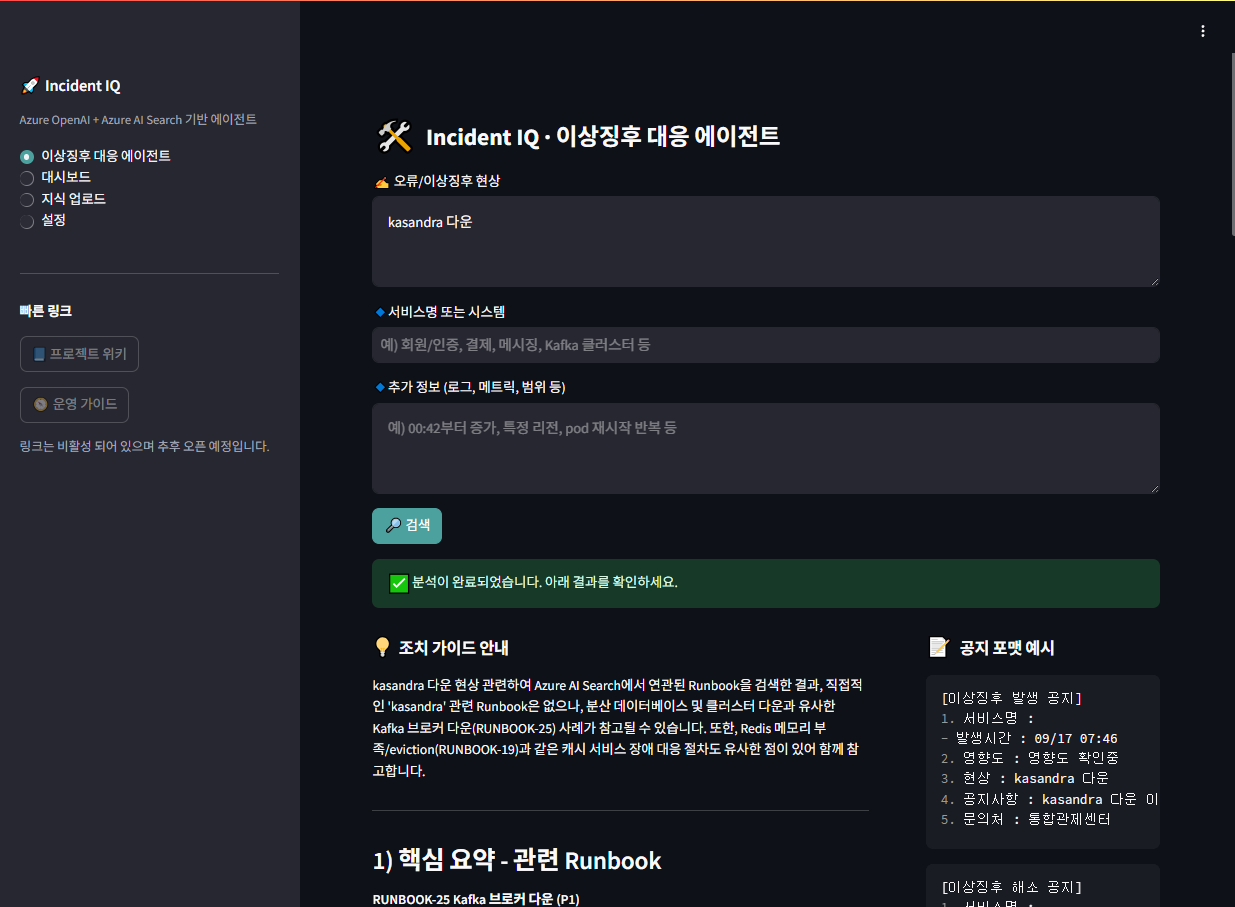 Incident IQ
Azure OpenAI + Azure AI Search 기반 에이전트
이상징후 대응 에이전트
대시보드
지식 업로드
설정
빠른 링크
프로젝트 위키
운영 가이드
링크는 비활성 되어 있으며 추후 오픈 예정입니다.
Incident IQ · 이상징후 대응 에이전트
오류/이상징후 현상
kasandra 다운
서비스명 또는 시스템
예) 회원/인증, 결제, 메시징, Kafka 클러스터 등
추가 정보 (로그, 메트릭, 범위 등)
예) 00:42부터 증가, 특정 리전, pod 재시작 반복 등
검색
분석이 완료되었습니다. 아래 결과를 확인하세요.
조치 가이드 안내
kasandra 다운 현상 관련하여 Azure AI Search에서 연관된 Runbook을 검색한 결과, 직접적
인 'kasandra' 관련 Runbook은 없으나, 분산 데이터베이스 및 클러스터 다운과 유사한
Kafka 브로커 다운(RUNBOOK-25) 사례가 참고될 수 있습니다. 또한, Redis 메모리 부
족/eviction(RUNBOOK-19)과 같은 캐시 서비스 장애 대응 절차도 유사한 점이 있어 함께 참
고합니다.
1) 핵심 요약 - 관련 Runbook
RUNBOOK-25 Kafka 브로커 다운 (P1)
공지 포맷 예시
[이상징후 발생 공지]
1. 서비스명 :
- 발생시간 : 09/17 07:46
2. 영향도 : 영향도 확인중
3. 현상 : kasandra 다운
4. 공지사항 : kasandra 다운 이
5. 문의처 : 통합관제센터
[이상징후 해소 공지]
1. 서비스명 :